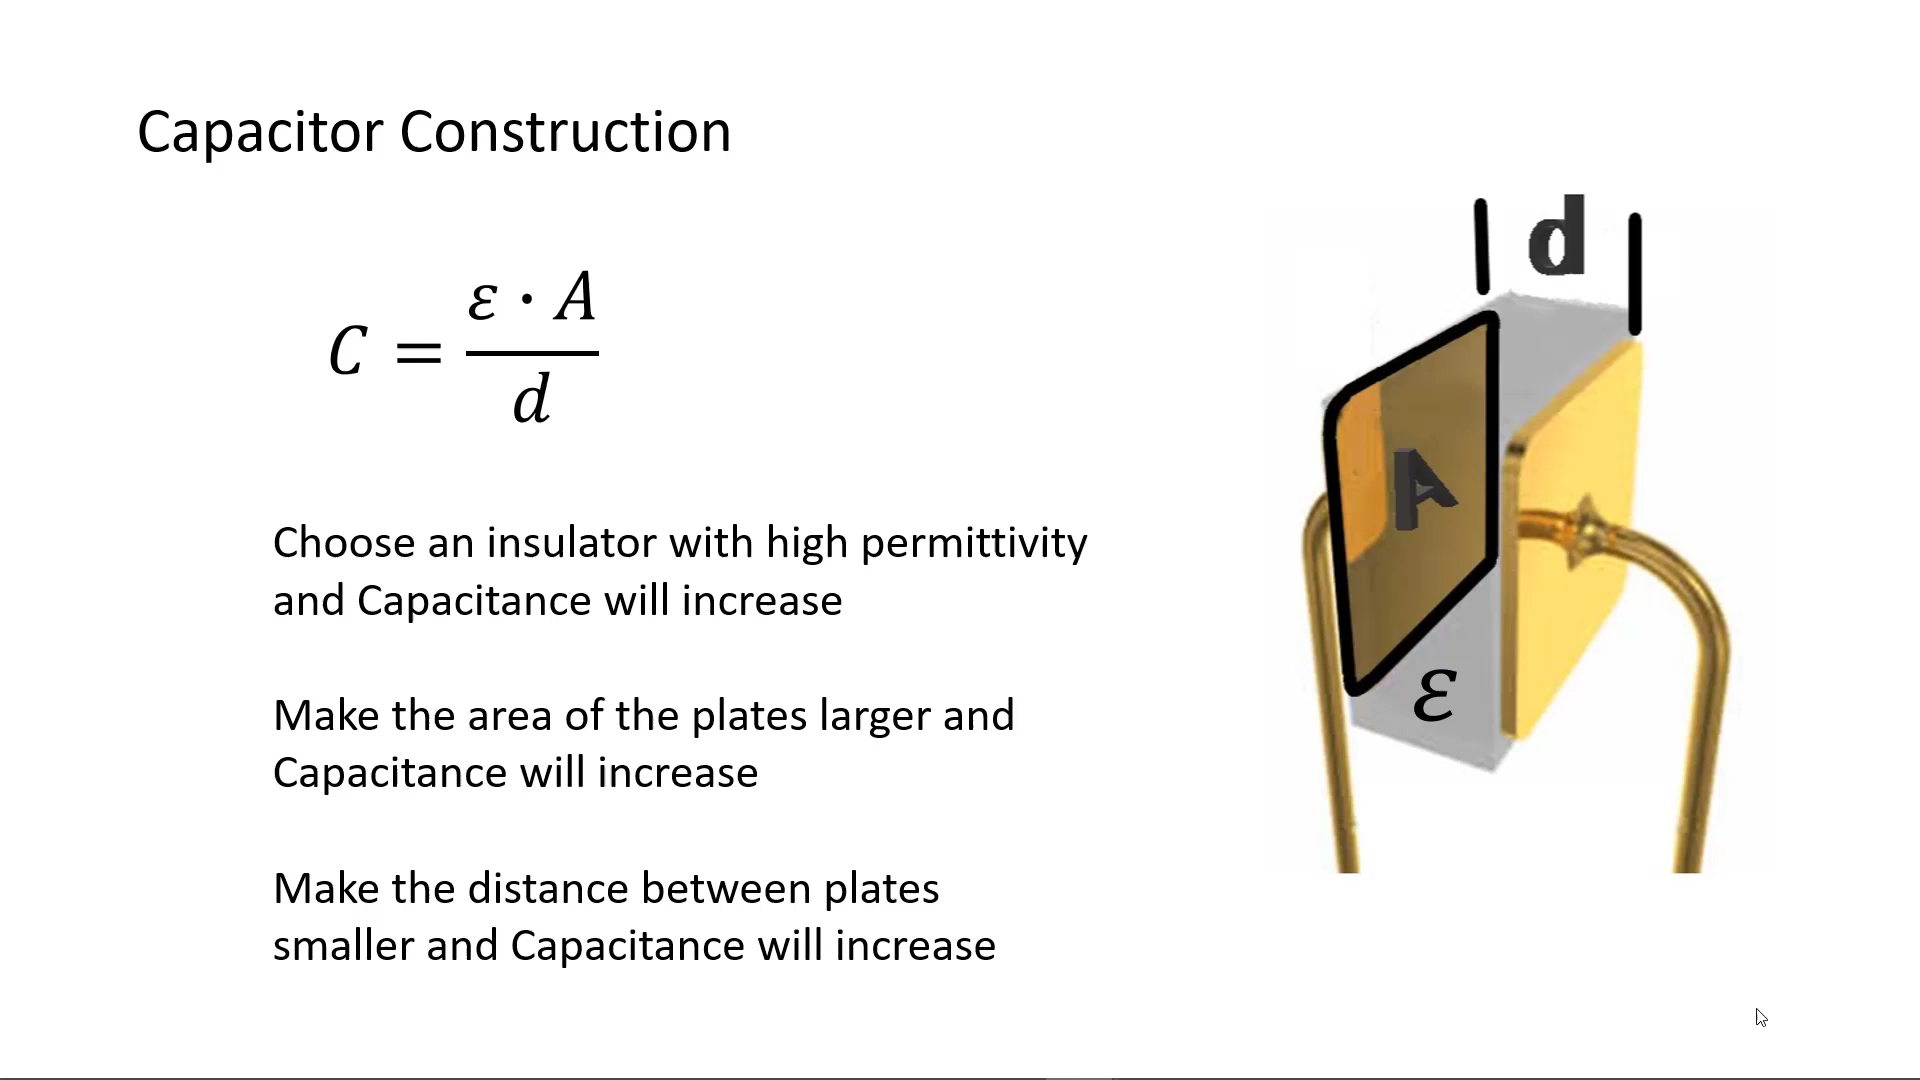 Capacitor Construction
C = ε · A / d
Choose an insulator with high permittivity
and Capacitance will increase
Make the area of the plates larger and
Capacitance will increase
Make the distance between plates
smaller and Capacitance will increase
d
A
ε